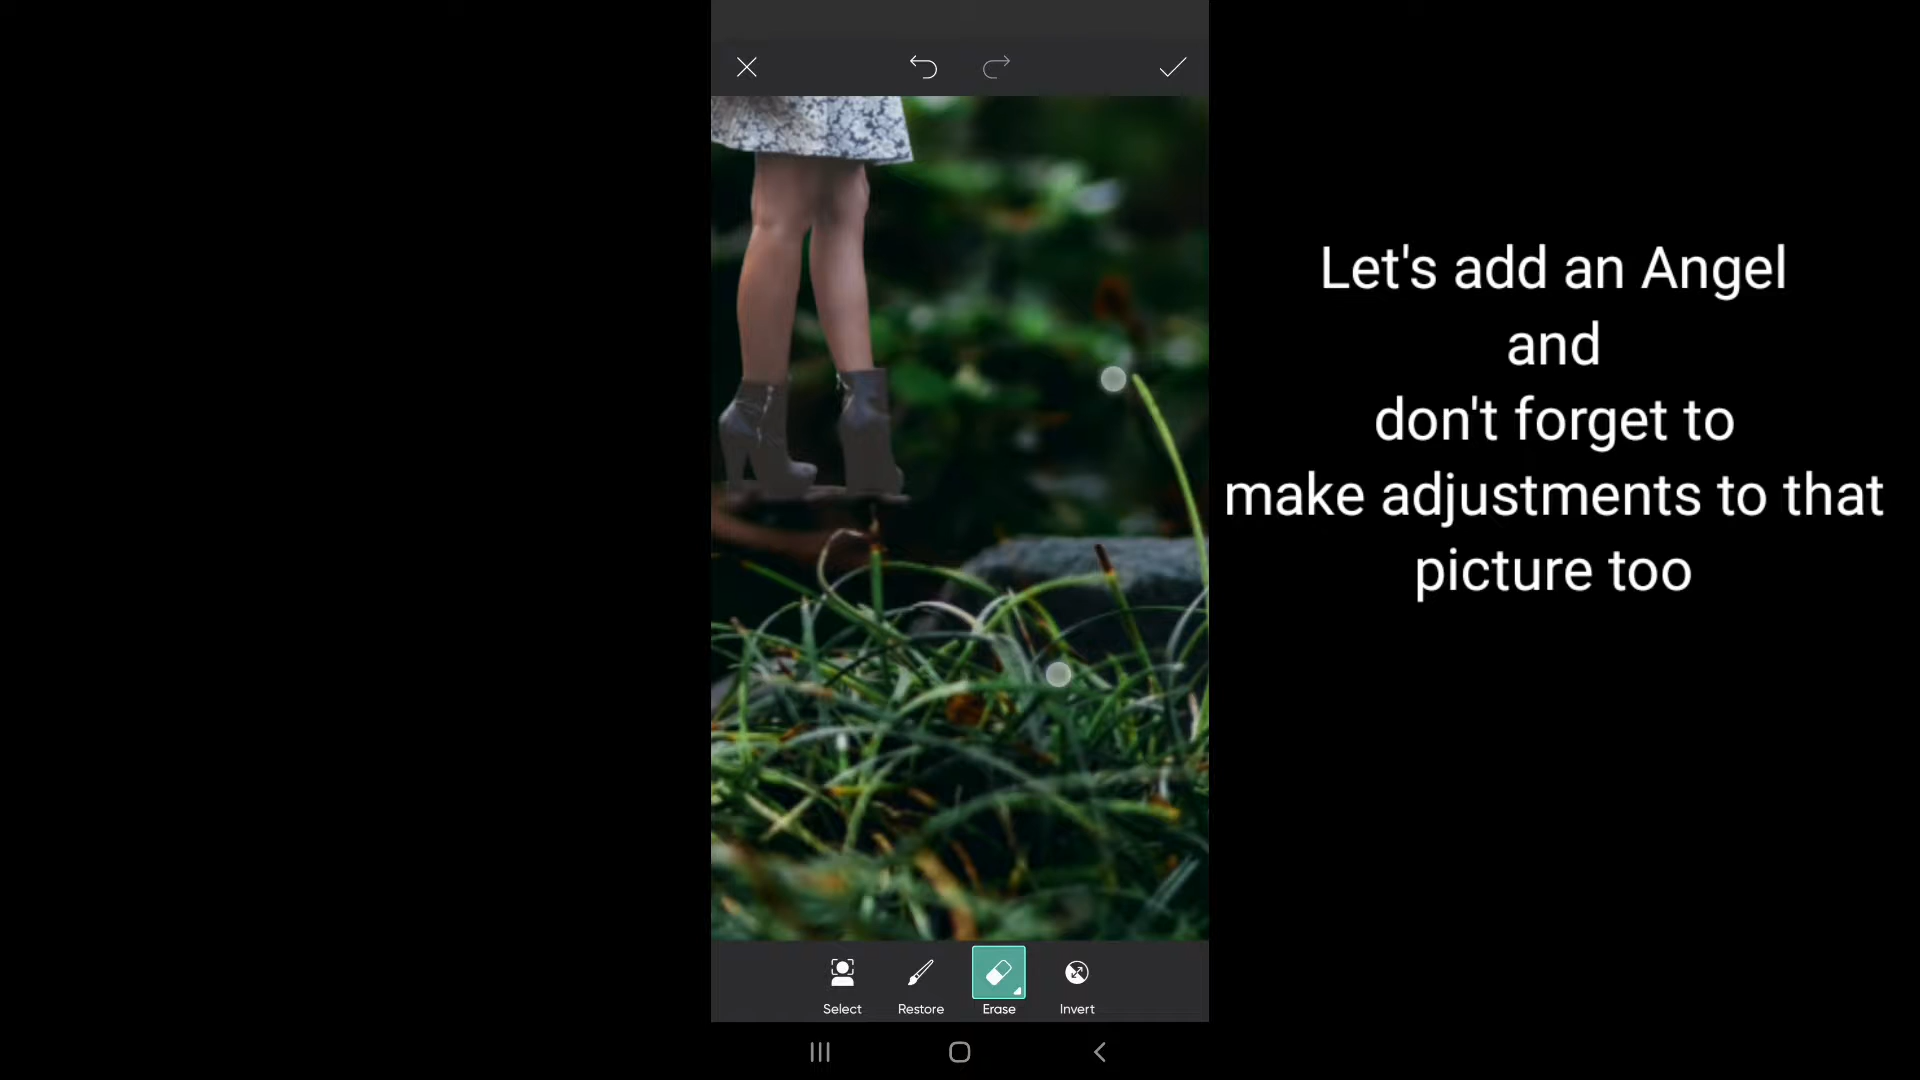 Let's add an Angel
and
don't forget to
make adjustments to that
picture too
Select
Restore
Erase
Invert